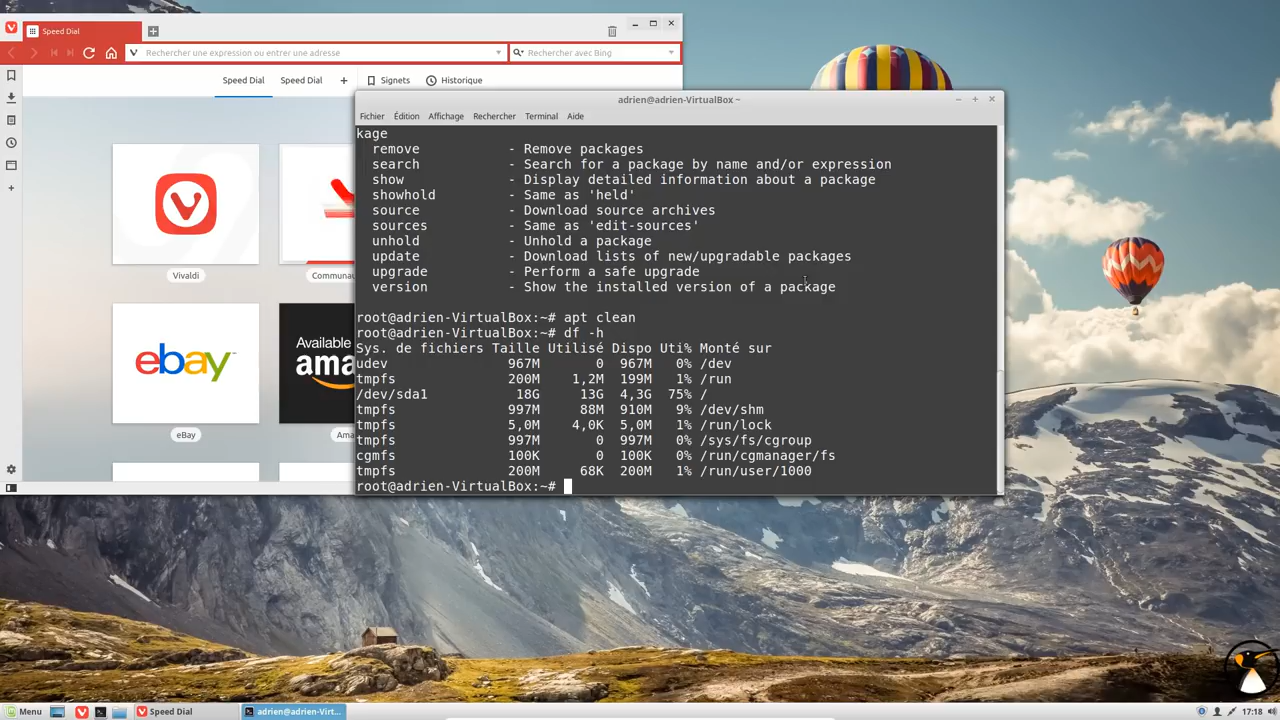 Speed Dial
Rechercher une expression ou entrer une adresse
Rechercher avec Bing
Speed Dial
Speed Dial
Signets
Historique
Vivaldi
Commun
eBay
Available
ama
Ama
adrien@adrien-VirtualBox ~
Fichier Édition Affichage Rechercher Terminal Aide
kage
remove - Remove packages
search - Search for a package by name and/or expression
show - Display detailed information about a package
showhold - Same as 'held'
source - Download source archives
sources - Same as 'edit-sources'
unhold - Unhold a package
update - Download lists of new/upgradable packages
upgrade - Perform a safe upgrade
version - Show the installed version of a package
root@adrien-VirtualBox:~# apt clean
root@adrien-VirtualBox:~# df -h
Sys. de fichiers Taille Utilisé Dispo Uti% Monté sur
udev 967M 0 967M 0% /dev
tmpfs 200M 1,2M 199M 1% /run
/dev/sda1 18G 13G 4,3G 75% /
tmpfs 997M 88M 910M 9% /dev/shm
tmpfs 5,0M 4,0K 5,0M 1% /run/lock
tmpfs 997M 0 997M 0% /sys/fs/cgroup
cgmfs 100K 0 100K 0% /run/cgmanager/fs
tmpfs 200M 68K 200M 1% /run/user/1000
root@adrien-VirtualBox:~#
Menu
Speed Dial
adrien@adrien-Virt...
17:18